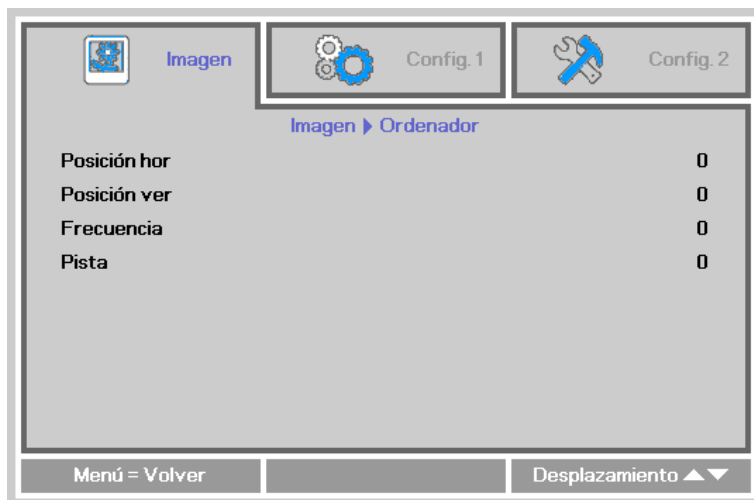 Imagen
Config. 1
Config. 2
Imagen ▶ Ordenador
Posición hor 0
Posición ver 0
Frecuencia 0
Pista 0
Menú = Volver
Desplazamiento ▲▼